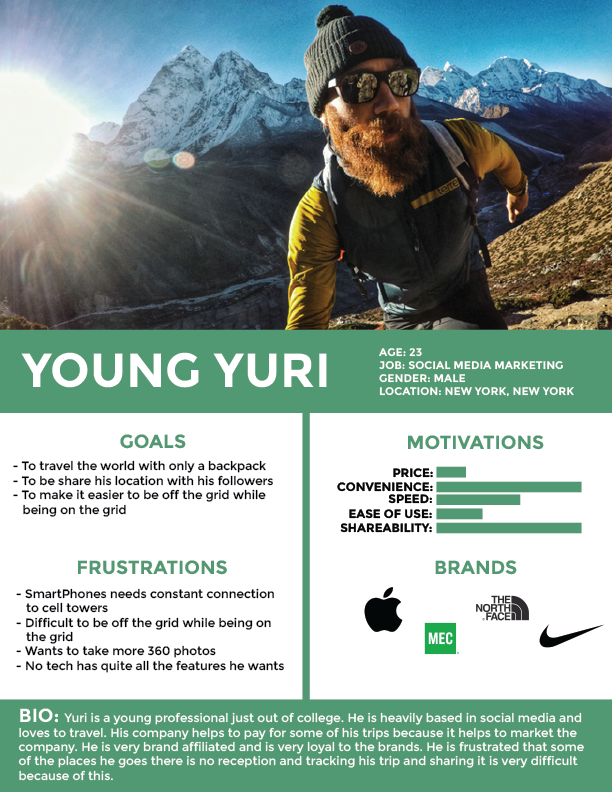 YOUNG YURI
AGE: 23
JOB: SOCIAL MEDIA MARKETING
GENDER: MALE
LOCATION: NEW YORK, NEW YORK
GOALS
- To travel the world with only a backpack
- To be share his location with his followers
- To make it easier to be off the grid while
being on the grid
MOTIVATIONS
PRICE:
CONVENIENCE:
SPEED:
EASE OF USE:
SHAREABILITY:
FRUSTRATIONS
- SmartPhones needs constant connection
to cell towers
- Difficult to be off the grid while being on
the grid
- Wants to take more 360 photos
- No tech has quite all the features he wants
BRANDS
THE
NORTH
FACE
MEC
BIO: Yuri is a young professional just out of college. He is heavily based in social media and
loves to travel. His company helps to pay for some of his trips because it helps to market the
company. He is very brand affiliated and is very loyal to the brands. He is frustrated that some
of the places he goes there is no reception and tracking his trip and sharing it is very difficult
because of this.